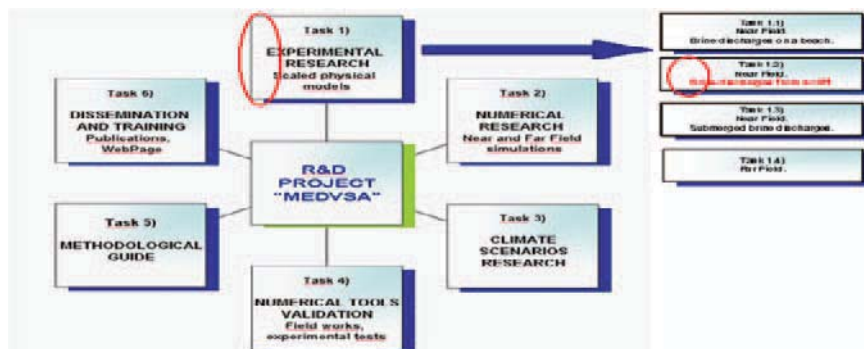 Task 1)
EXPERIMENTAL
RESEARCH
Scaled physical
models
Task 2)
NUMERICAL
RESEARCH
Near and Far Field
simulations
Task 3)
CLIMATE
SCENARIOS
RESEARCH
Task 4)
NUMERICAL TOOLS
VALIDATION
Field works,
experimental tests
Task 5)
METHODOLOGICAL
GUIDE
Task 6)
DISSEMINATION
AND TRAINING
Publications,
WebPage
R&D
PROJECT
"MEDVSA"
Task 1.1)
Near Field.
Brine discharges on a beach.
Task 1.2)
Near Field.
Task 1.3)
Near Field.
Submerged brine discharges.
Task 1.4)
Far Field.